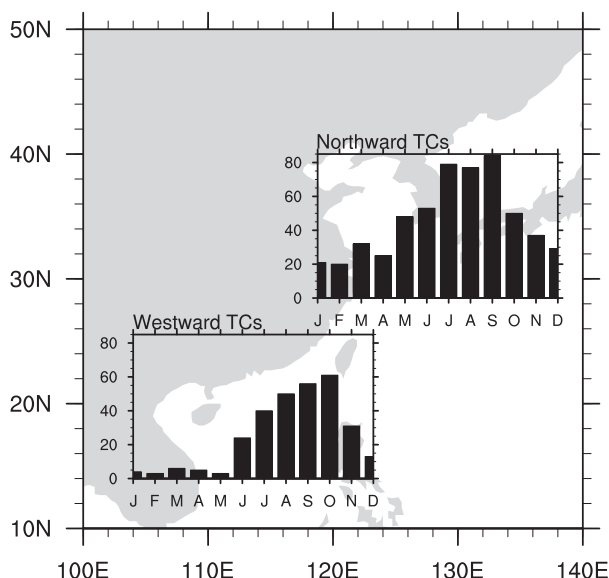 50N
40N
30N
20N
10N
Northward TCs
80
60
40
20
0
J F M A M J J A S O N D
Westward TCs
80
60
40
20
0
J F M A M J J A S O N D
100E 110E 120E 130E 140E